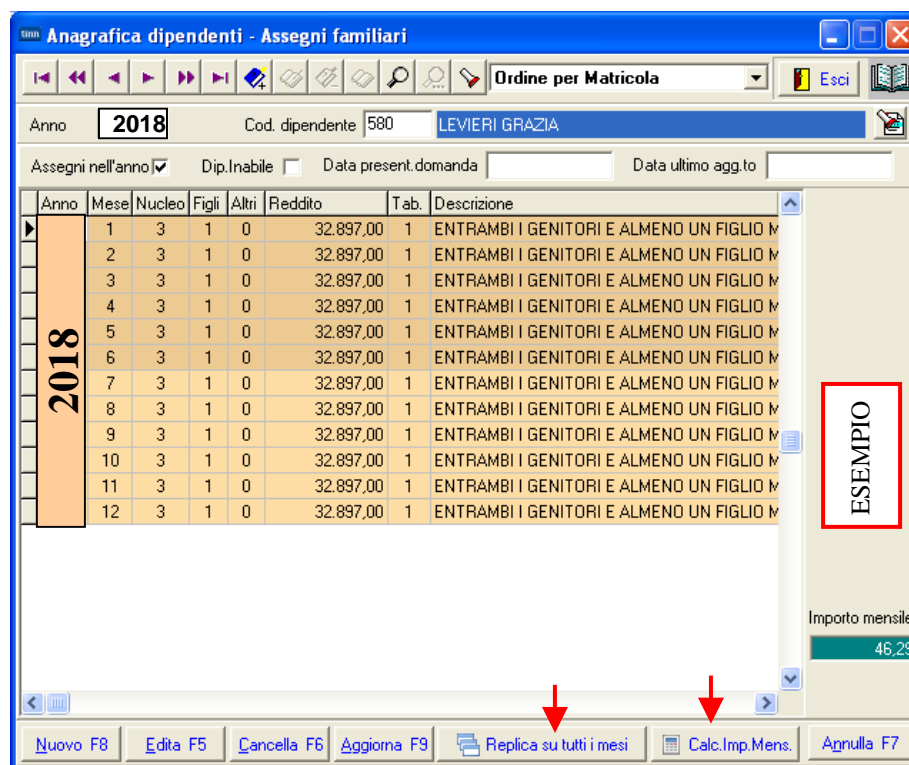 tinn Anagrafica dipendenti - Assegni familiari
Ordine per Matricola Esci
Anno 2018 Cod. dipendente 580 LEVIERI GRAZIA
Assegni nell'anno Dip.Inabile Data present.domanda Data ultimo agg.to
Anno Mese Nucleo Figli Altri Reddito Tab. Descrizione
1 3 1 0 32.897,00 1 ENTRAMBI I GENITORI E ALMENO UN FIGLIO M
2 3 1 0 32.897,00 1 ENTRAMBI I GENITORI E ALMENO UN FIGLIO M
3 3 1 0 32.897,00 1 ENTRAMBI I GENITORI E ALMENO UN FIGLIO M
4 3 1 0 32.897,00 1 ENTRAMBI I GENITORI E ALMENO UN FIGLIO M
5 3 1 0 32.897,00 1 ENTRAMBI I GENITORI E ALMENO UN FIGLIO M
6 3 1 0 32.897,00 1 ENTRAMBI I GENITORI E ALMENO UN FIGLIO M
7 3 1 0 32.897,00 1 ENTRAMBI I GENITORI E ALMENO UN FIGLIO M
8 3 1 0 32.897,00 1 ENTRAMBI I GENITORI E ALMENO UN FIGLIO M
9 3 1 0 32.897,00 1 ENTRAMBI I GENITORI E ALMENO UN FIGLIO M
10 3 1 0 32.897,00 1 ENTRAMBI I GENITORI E ALMENO UN FIGLIO M
11 3 1 0 32.897,00 1 ENTRAMBI I GENITORI E ALMENO UN FIGLIO M
12 3 1 0 32.897,00 1 ENTRAMBI I GENITORI E ALMENO UN FIGLIO M
2018
ESEMPIO
Importo mensile
46,29
Nuovo F8 Edita F5 Cancella F6 Aggiorna F9 Replica su tutti i mesi Calc.Imp.Mens. Annulla F7